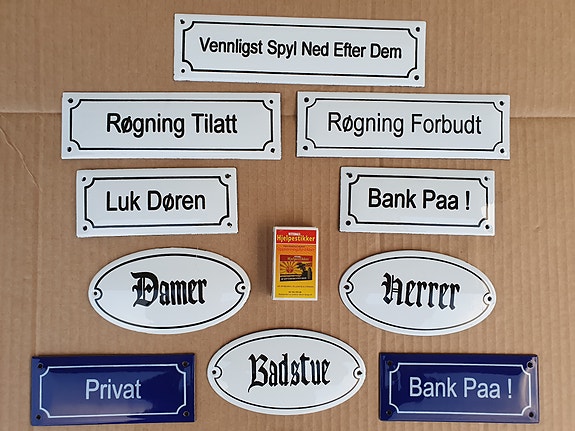 Vennligst Spyl Ned Efter Dem
Røgning Tilatt
Røgning Forbudt
Luk Døren
Bank Paa !
Hjelpestikker
Damer
Herrer
Badstue
Privat
Bank Paa !